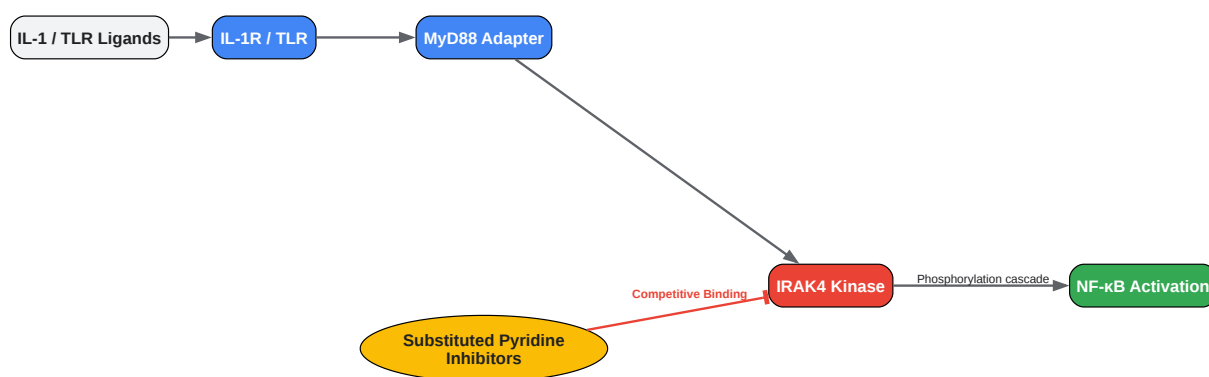 IL-1 / TLR Ligands
IL-1R / TLR
MyD88 Adapter
IRAK4 Kinase
Phosphorylation cascade
NF-κB Activation
Competitive Binding
Substituted Pyridine
Inhibitors